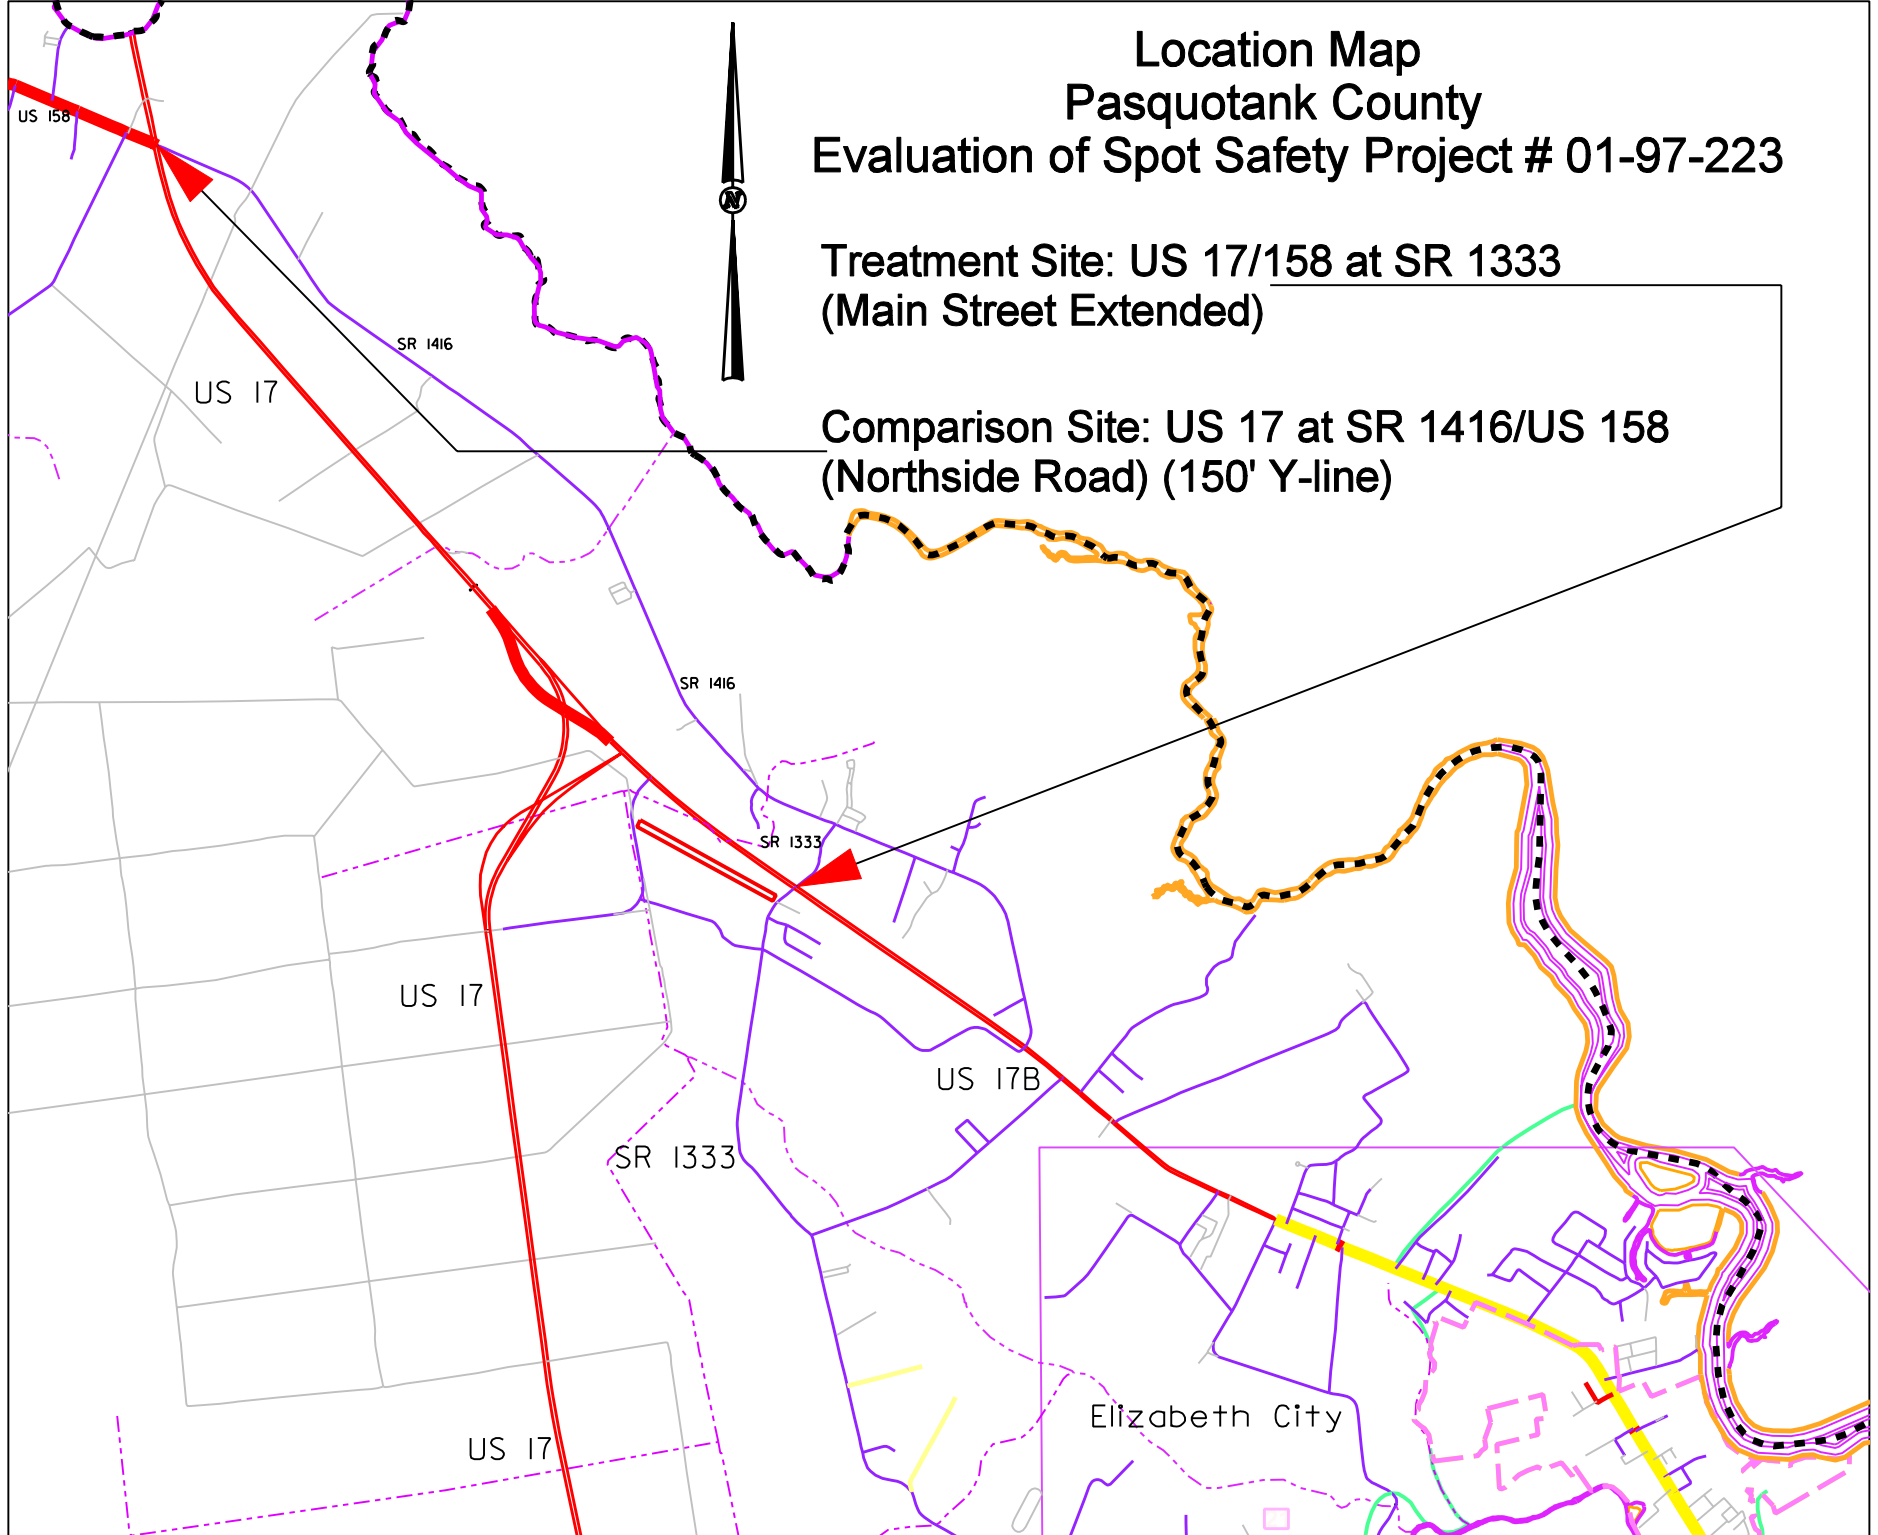 Location Map
Pasquotank County
Evaluation of Spot Safety Project # 01-97-223
US 158
N
Treatment Site: US 17/158 at SR 1333
(Main Street Extended)
SR 1416
US 17
Comparison Site: US 17 at SR 1416/US 158
(Northside Road) (150' Y-line)
SR 1416
SR 1333
US 17
US 17B
SR 1333
Elizabeth City
US 17